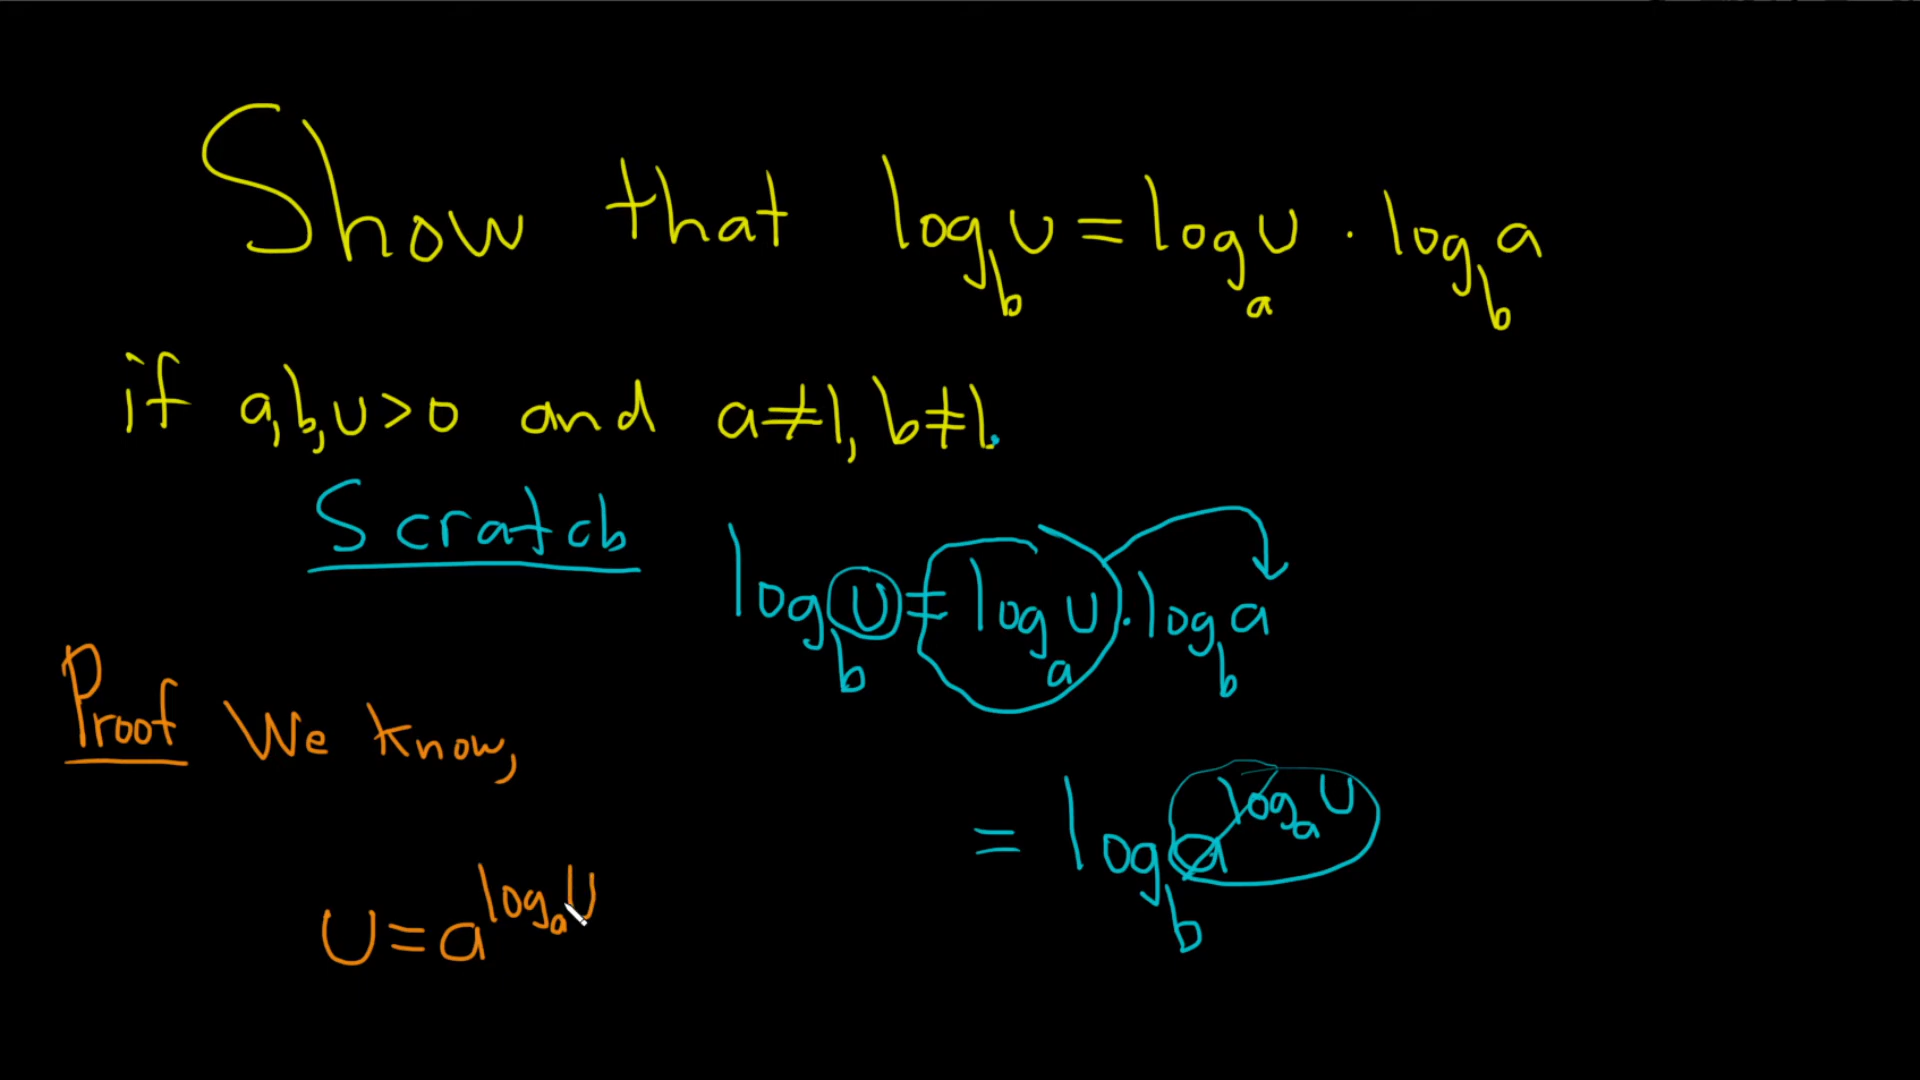 Show that log_b U = log_a U · log_b a
if a, b, U > 0 and a ≠ 1, b ≠ 1.
Scratch
log_b U = log_a U · log_b a
Proof We know,
= log_b a^{log_a U}
U = a^{log_a U}